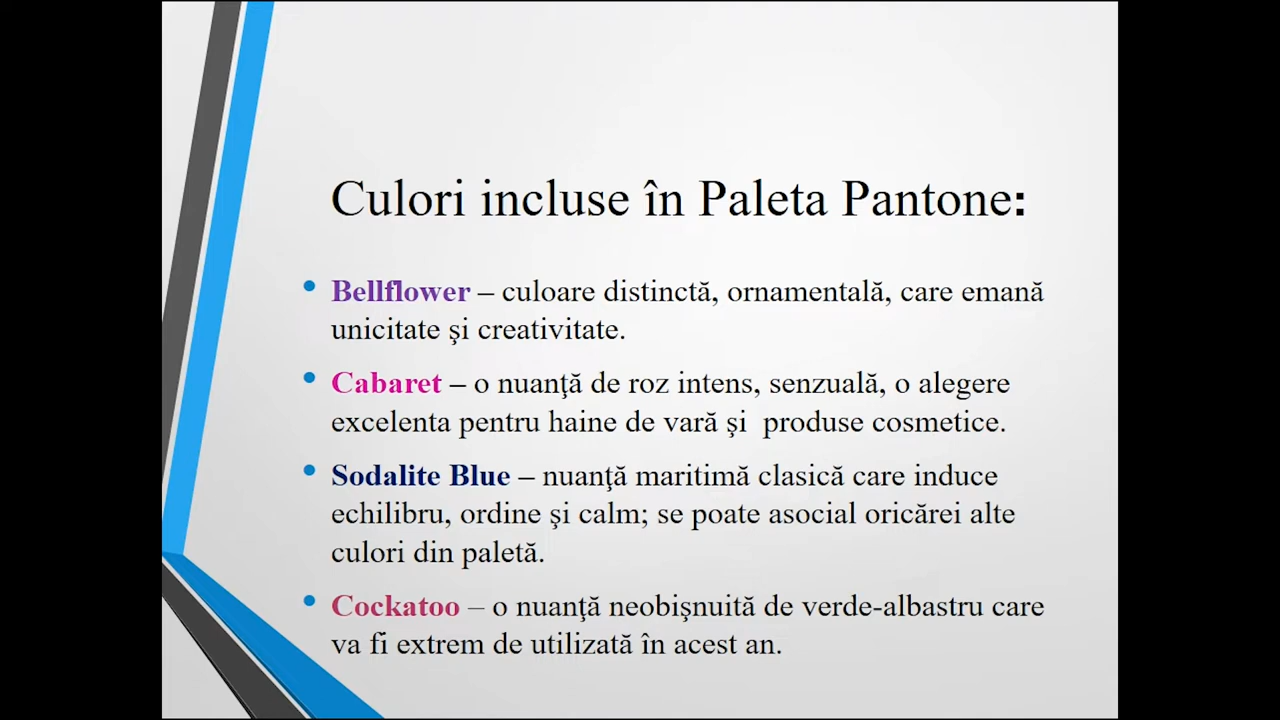 Culori incluse în Paleta Pantone:
• Bellflower – culoare distinctă, ornamentală, care emană
unicitate şi creativitate.
• Cabaret – o nuanţă de roz intens, senzuală, o alegere
excelenta pentru haine de vară şi  produse cosmetice.
• Sodalite Blue – nuanţă maritimă clasică care induce
echilibru, ordine şi calm; se poate asocial oricărei alte
culori din paletă.
• Cockatoo – o nuanţă neobişnuită de verde-albastru care
va fi extrem de utilizată în acest an.